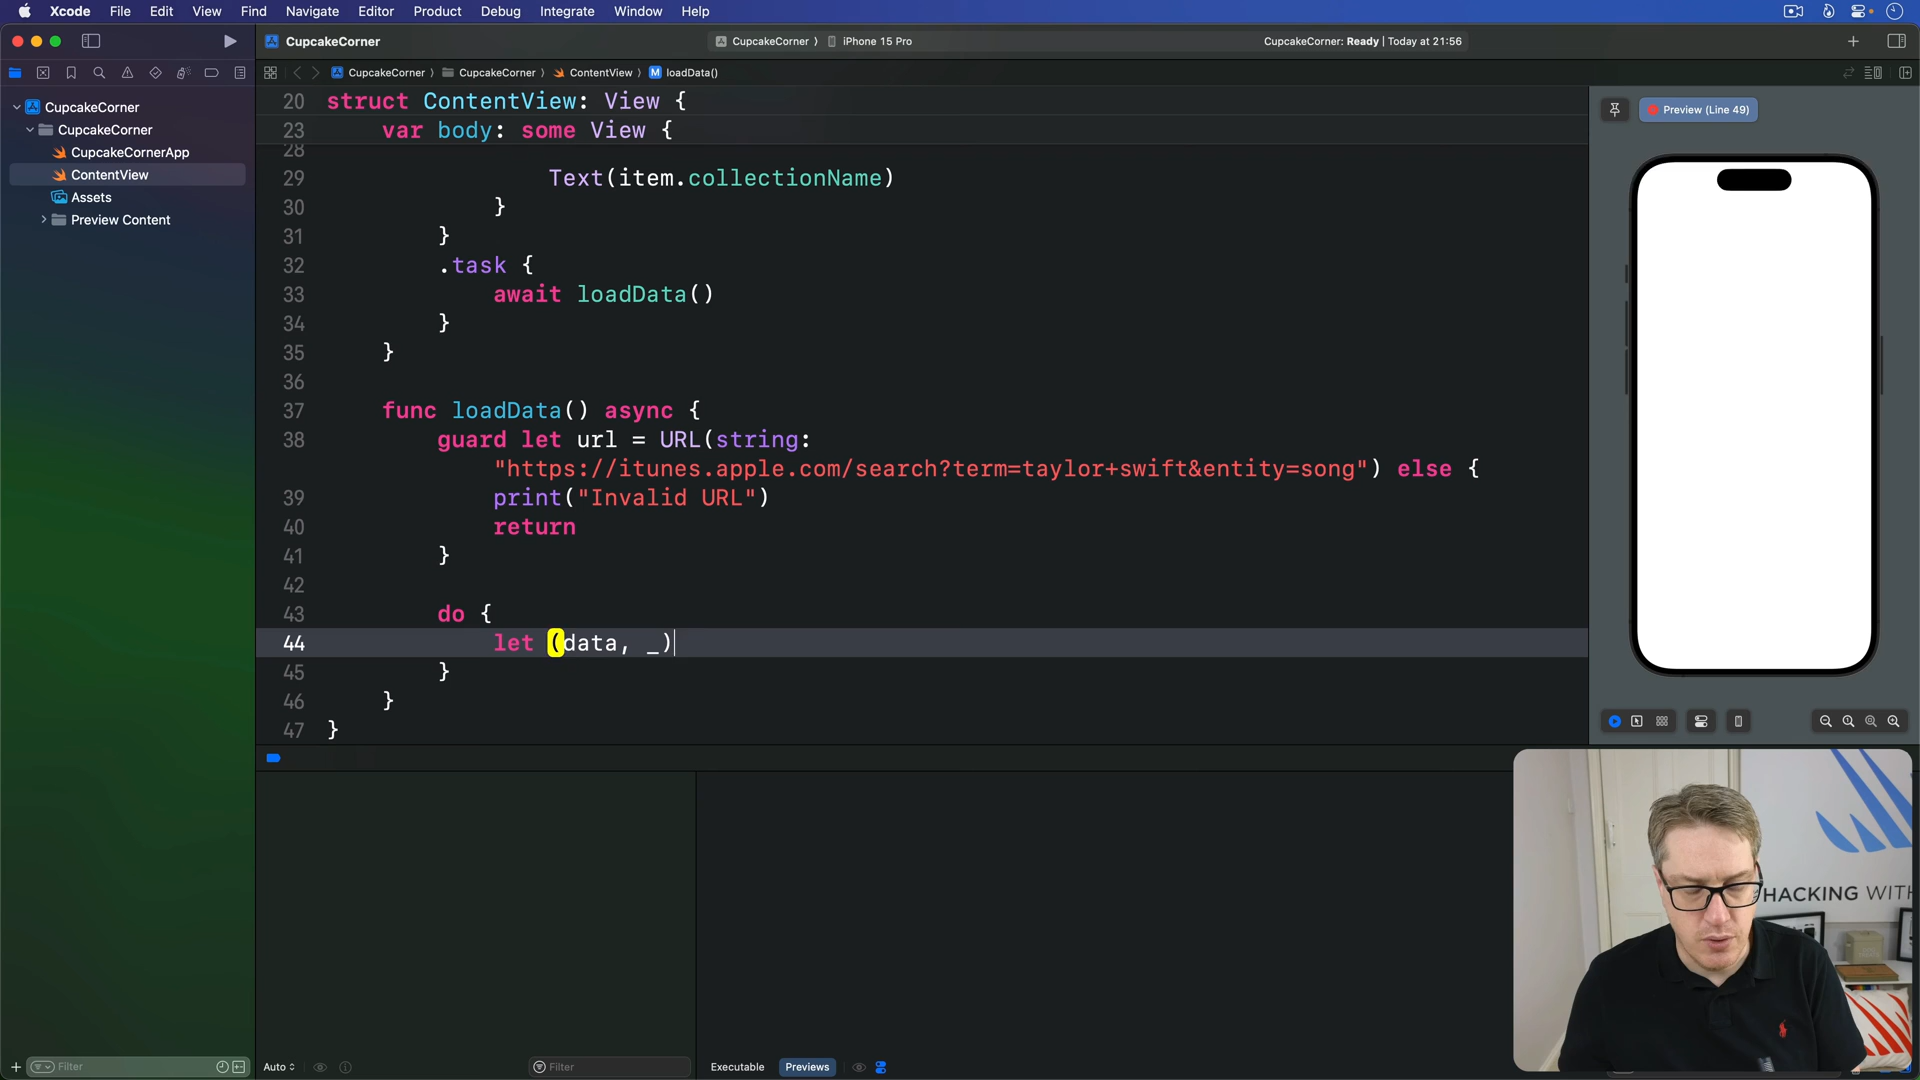 Xcode File Edit View Find Navigate Editor Product Debug Integrate Window Help
CupcakeCorner
CupcakeCorner 〉 iPhone 15 Pro
CupcakeCorner: Ready | Today at 21:56
CupcakeCorner 〉 CupcakeCorner 〉 ContentView 〉 M loadData()
CupcakeCorner
CupcakeCorner
CupcakeCornerApp
ContentView
Assets
Preview Content
20 struct ContentView: View {
23 var body: some View {
28
29 Text(item.collectionName)
30 }
31 }
32 .task {
33 await loadData()
34 }
35 }
36
37 func loadData() async {
38 guard let url = URL(string:
"https://itunes.apple.com/search?term=taylor+swift&entity=song") else {
39 print("Invalid URL")
40 return
41 }
42
43 do {
44 let (data, _)
45 }
46 }
47 }
Preview (Line 49)
HACKING WITH
Filter
Auto
Filter
Executable Previews